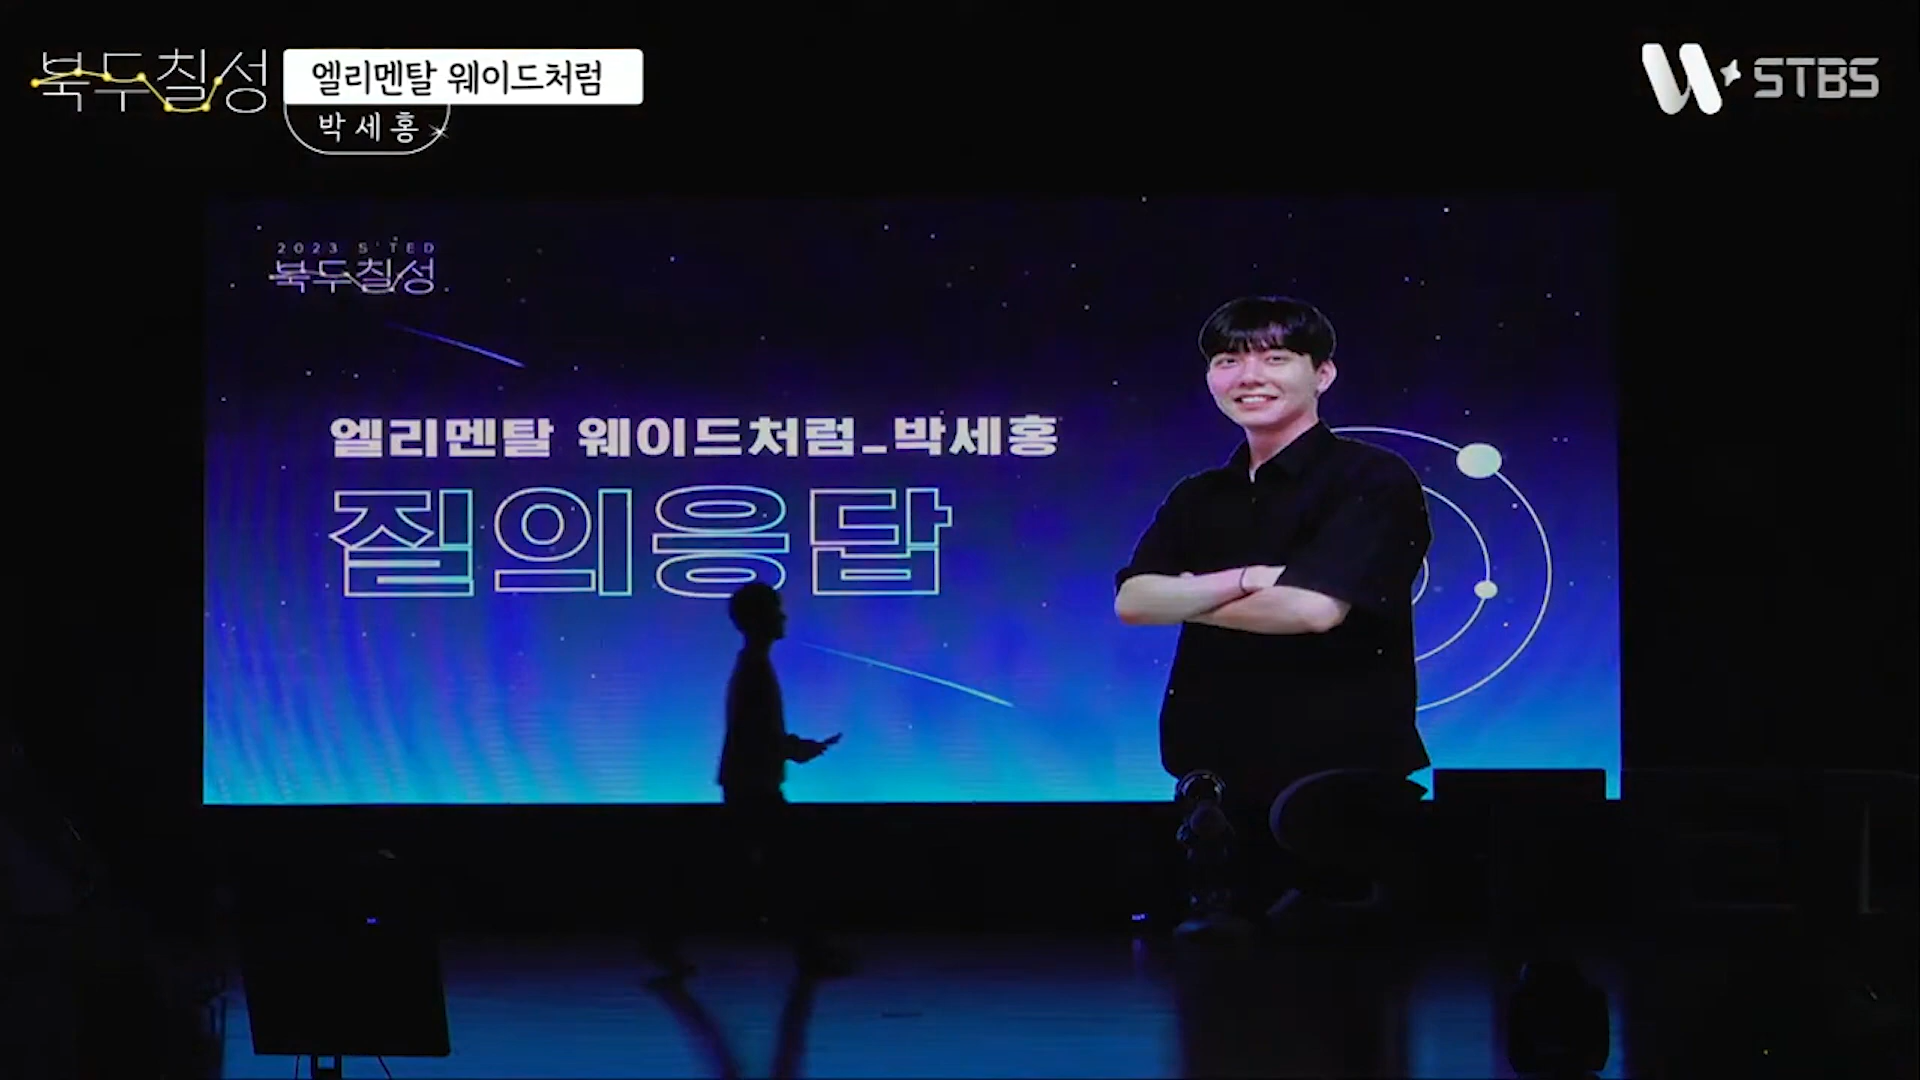 북두칠성
엘리멘탈 웨이드처럼
박세홍
W STBS
2023 S'TED
북두칠성
엘리멘탈 웨이드처럼_박세홍
질의응답